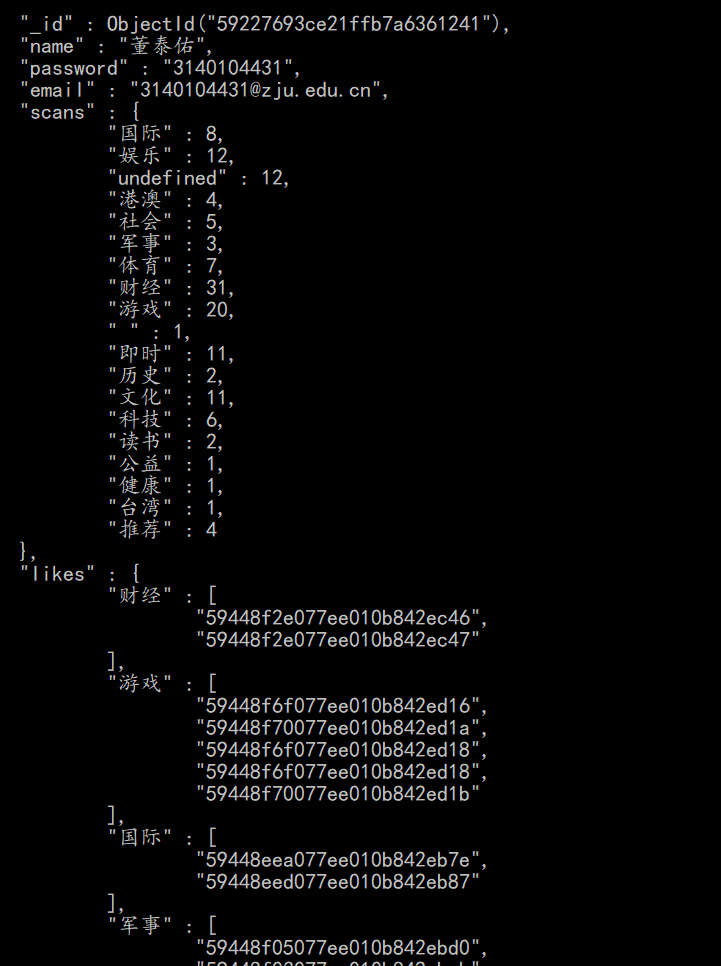 "_id" : ObjectId("59227693ce21ffb7a6361241"),
"name" : "董泰佑",
"password" : "3140104431",
"email" : "3140104431@zju.edu.cn",
"scans" : {
"国际" : 8,
"娱乐" : 12,
"undefined" : 12,
"港澳" : 4,
"社会" : 5,
"军事" : 3,
"体育" : 7,
"财经" : 31,
"游戏" : 20,
" " : 1,
"即时" : 11,
"历史" : 2,
"文化" : 11,
"科技" : 6,
"读书" : 2,
"公益" : 1,
"健康" : 1,
"台湾" : 1,
"推荐" : 4
},
"likes" : {
"财经" : [
"59448f2e077ee010b842ec46",
"59448f2e077ee010b842ec47"
],
"游戏" : [
"59448f6f077ee010b842ed16",
"59448f70077ee010b842ed1a",
"59448f6f077ee010b842ed18",
"59448f6f077ee010b842ed18",
"59448f70077ee010b842ed1b"
],
"国际" : [
"59448eea077ee010b842eb7e",
"59448eed077ee010b842eb87"
],
"军事" : [
"59448f05077ee010b842ebd0",